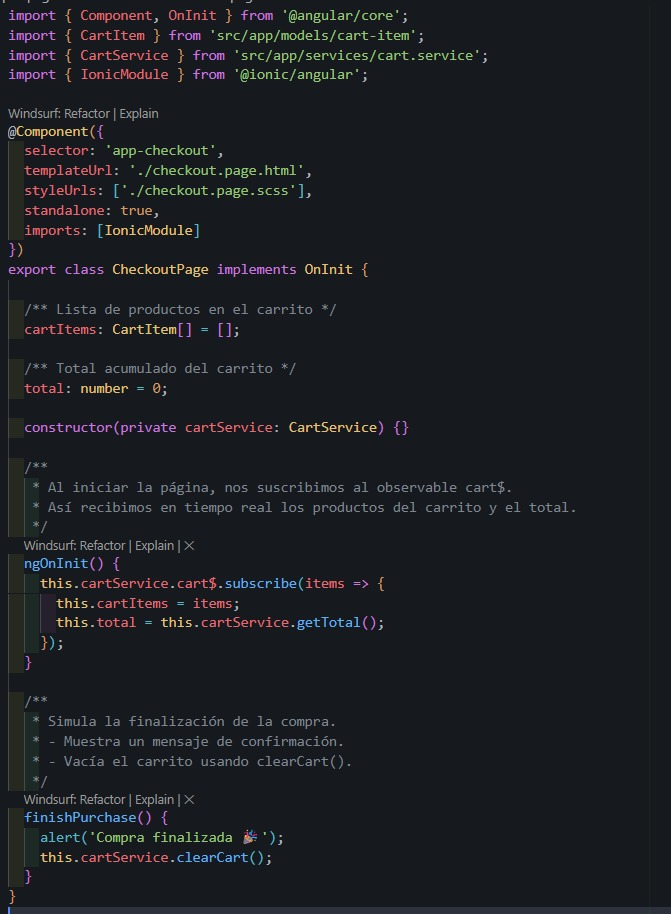 import { Component, OnInit } from '@angular/core';
import { CartItem } from 'src/app/models/cart-item';
import { CartService } from 'src/app/services/cart.service';
import { IonicModule } from '@ionic/angular';
Windsurf: Refactor | Explain
@Component({
selector: 'app-checkout',
templateUrl: './checkout.page.html',
styleUrls: ['./checkout.page.scss'],
standalone: true,
imports: [IonicModule]
})
export class CheckoutPage implements OnInit {
/** Lista de productos en el carrito */
cartItems: CartItem[] = [];
/** Total acumulado del carrito */
total: number = 0;
constructor(private cartService: CartService) {}
/**
* Al iniciar la página, nos suscribimos al observable cart$.
* Así recibimos en tiempo real los productos del carrito y el total.
*/
Windsurf: Refactor | Explain | ×
ngOnInit() {
this.cartService.cart$.subscribe(items => {
this.cartItems = items;
this.total = this.cartService.getTotal();
});
}
/**
* Simula la finalización de la compra.
* - Muestra un mensaje de confirmación.
* - Vacía el carrito usando clearCart().
*/
Windsurf: Refactor | Explain | ×
finishPurchase() {
alert('Compra finalizada 🎉');
this.cartService.clearCart();
}
}